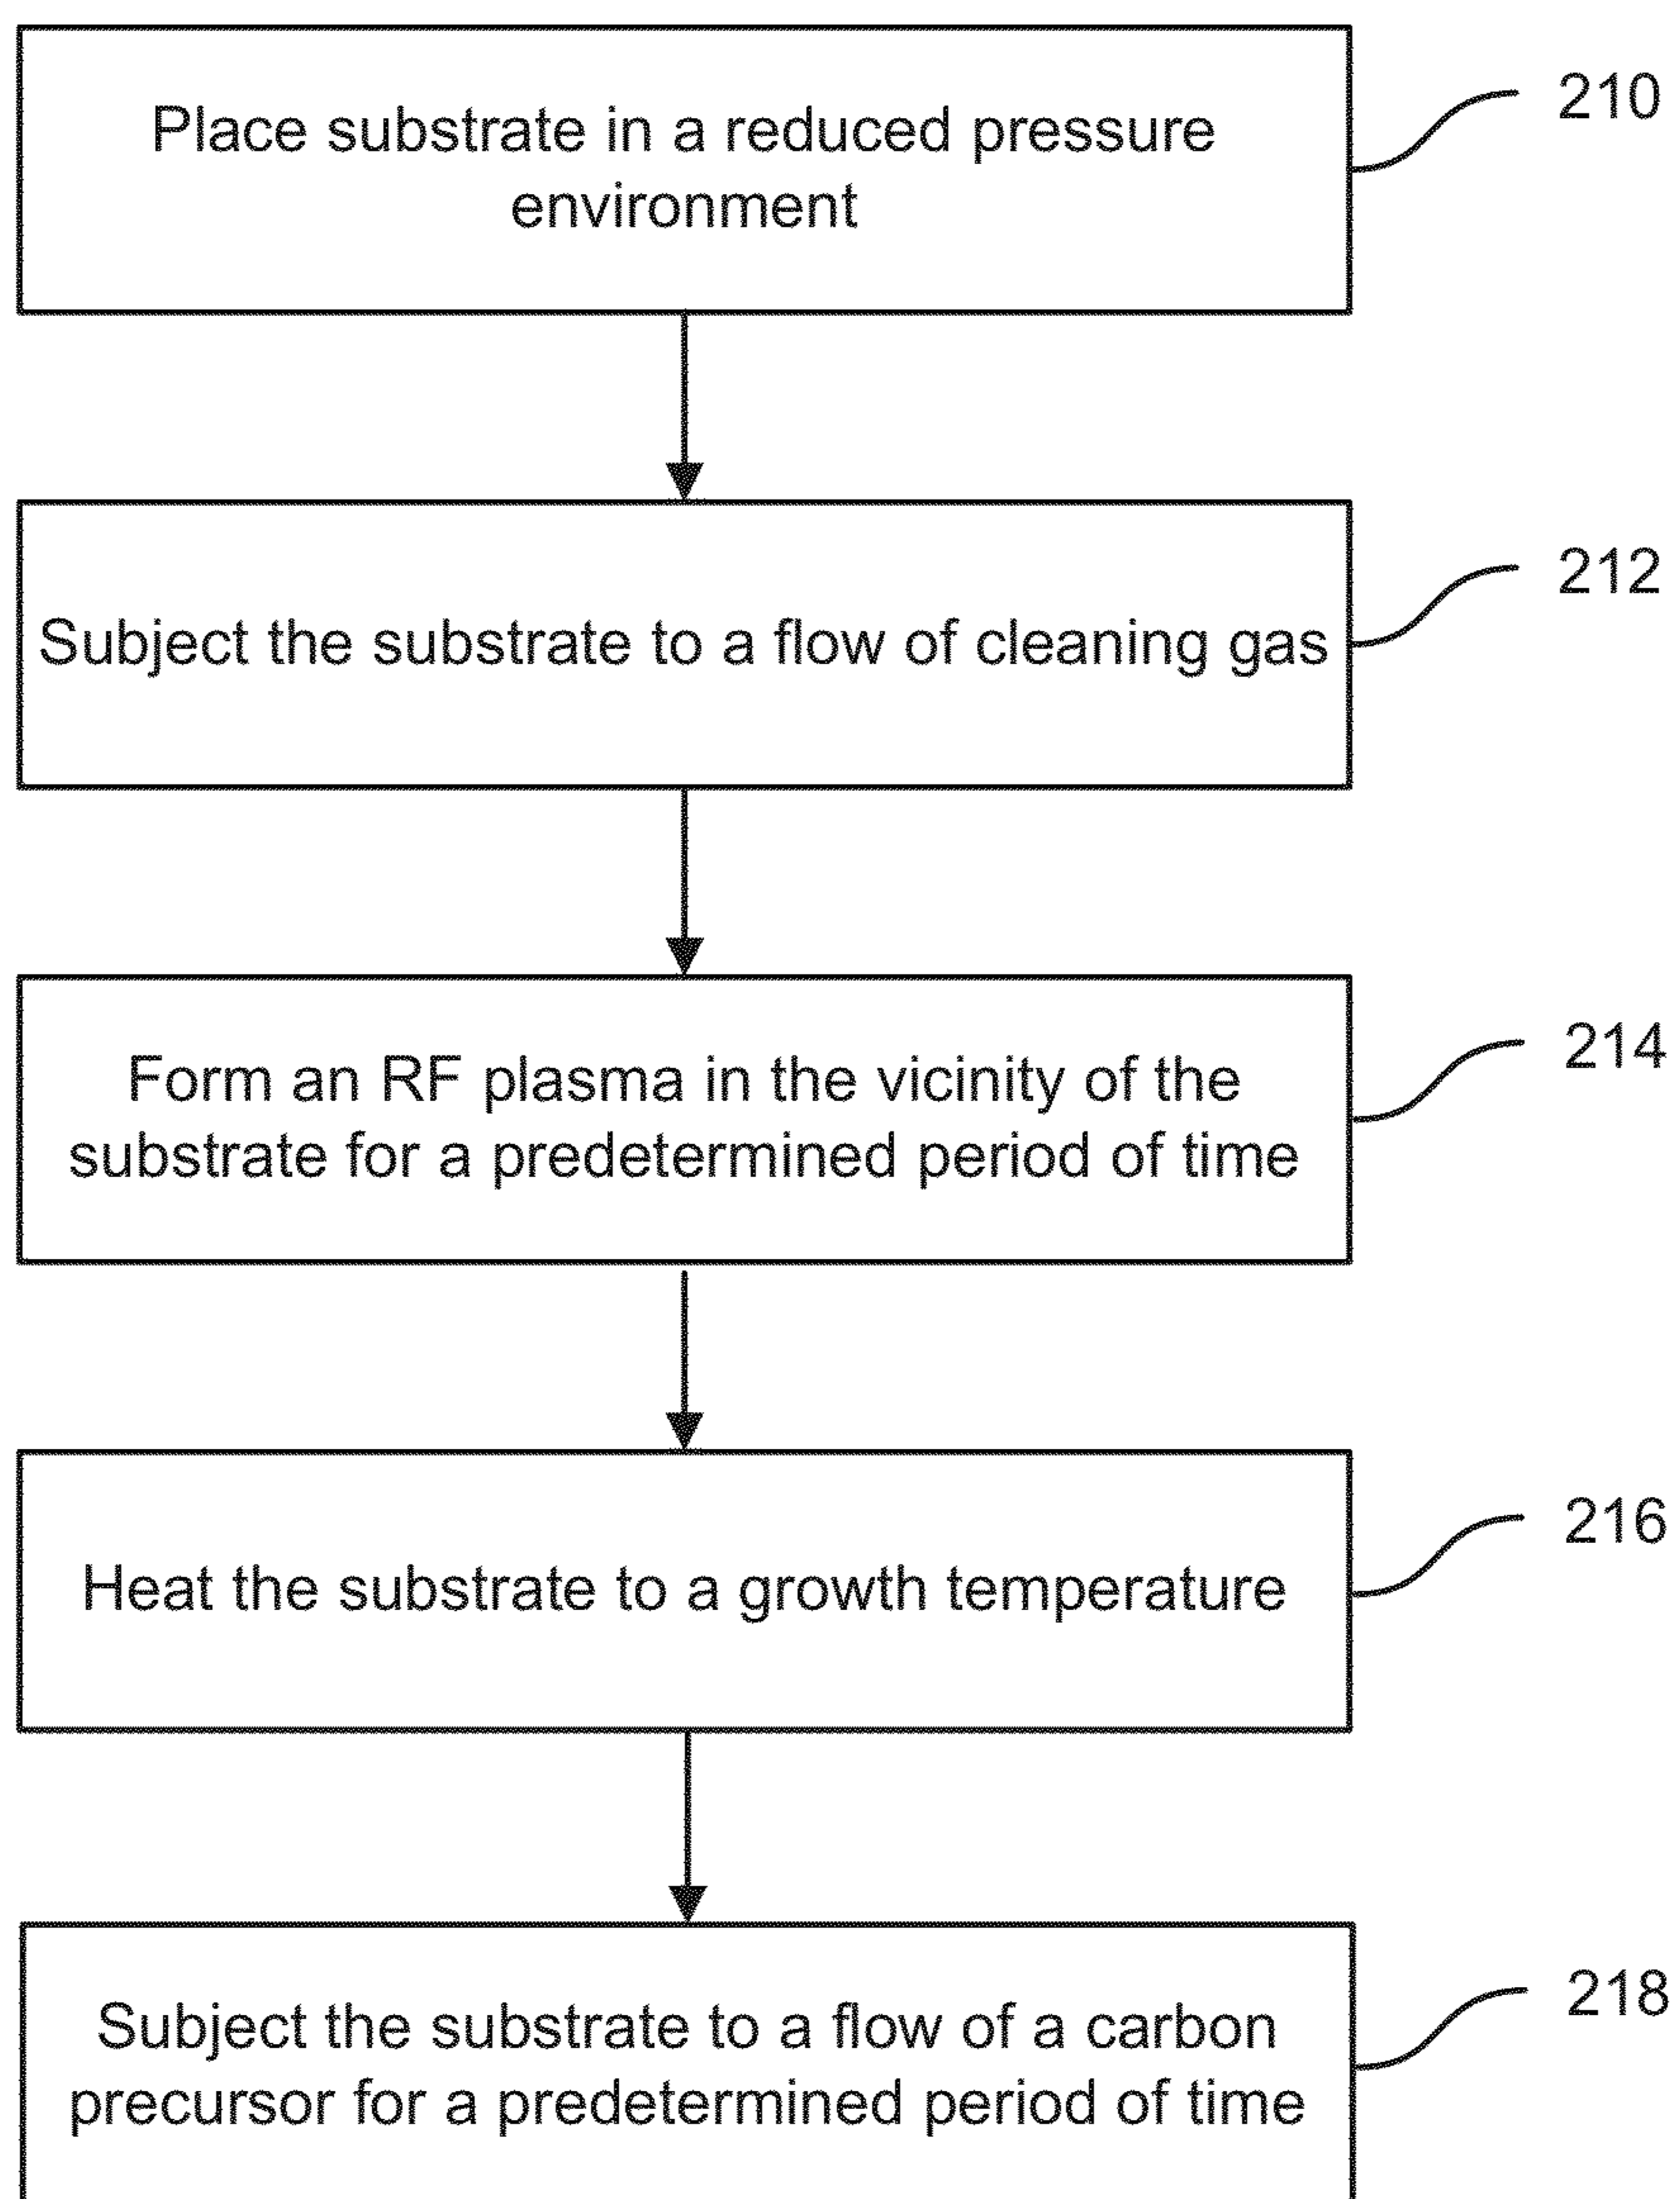 Place substrate in a reduced pressure
environment
210
Subject the substrate to a flow of cleaning gas
212
Form an RF plasma in the vicinity of the
substrate for a predetermined period of time
214
Heat the substrate to a growth temperature
216
Subject the substrate to a flow of a carbon
precursor for a predetermined period of time
218